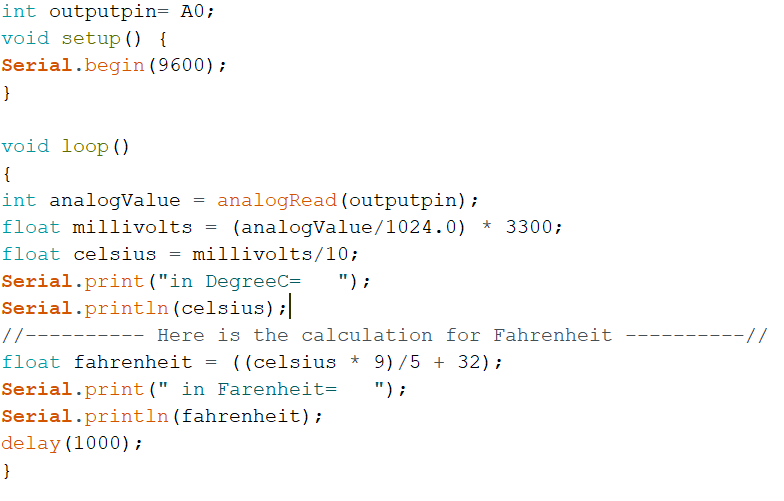 int outputpin= A0;
void setup() {
Serial.begin(9600);
}

void loop()
{
int analogValue = analogRead(outputpin);
float millivolts = (analogValue/1024.0) * 3300;
float celsius = millivolts/10;
Serial.print("in DegreeC=   ");
Serial.println(celsius);
//---------- Here is the calculation for Fahrenheit ----------//
float fahrenheit = ((celsius * 9)/5 + 32);
Serial.print(" in Farenheit=   ");
Serial.println(fahrenheit);
delay(1000);
}